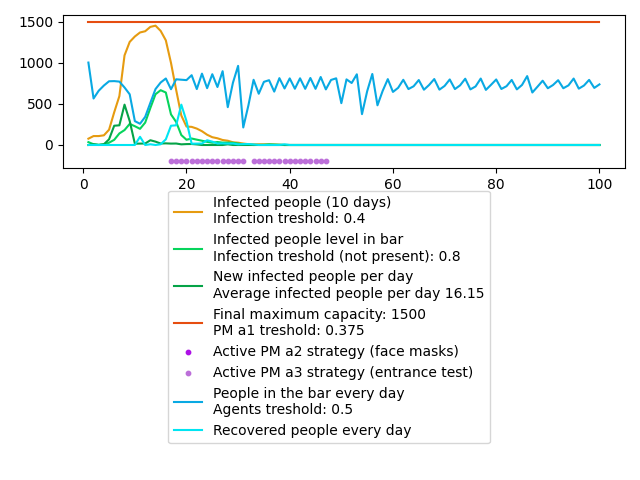 1500
1000
500
0
0 20 40 60 80 100
Infected people (10 days)
Infection treshold: 0.4
Infected people level in bar
Infection treshold (not present): 0.8
New infected people per day
Average infected people per day 16.15
Final maximum capacity: 1500
PM a1 treshold: 0.375
Active PM a2 strategy (face masks)
Active PM a3 strategy (entrance test)
People in the bar every day
Agents treshold: 0.5
Recovered people every day